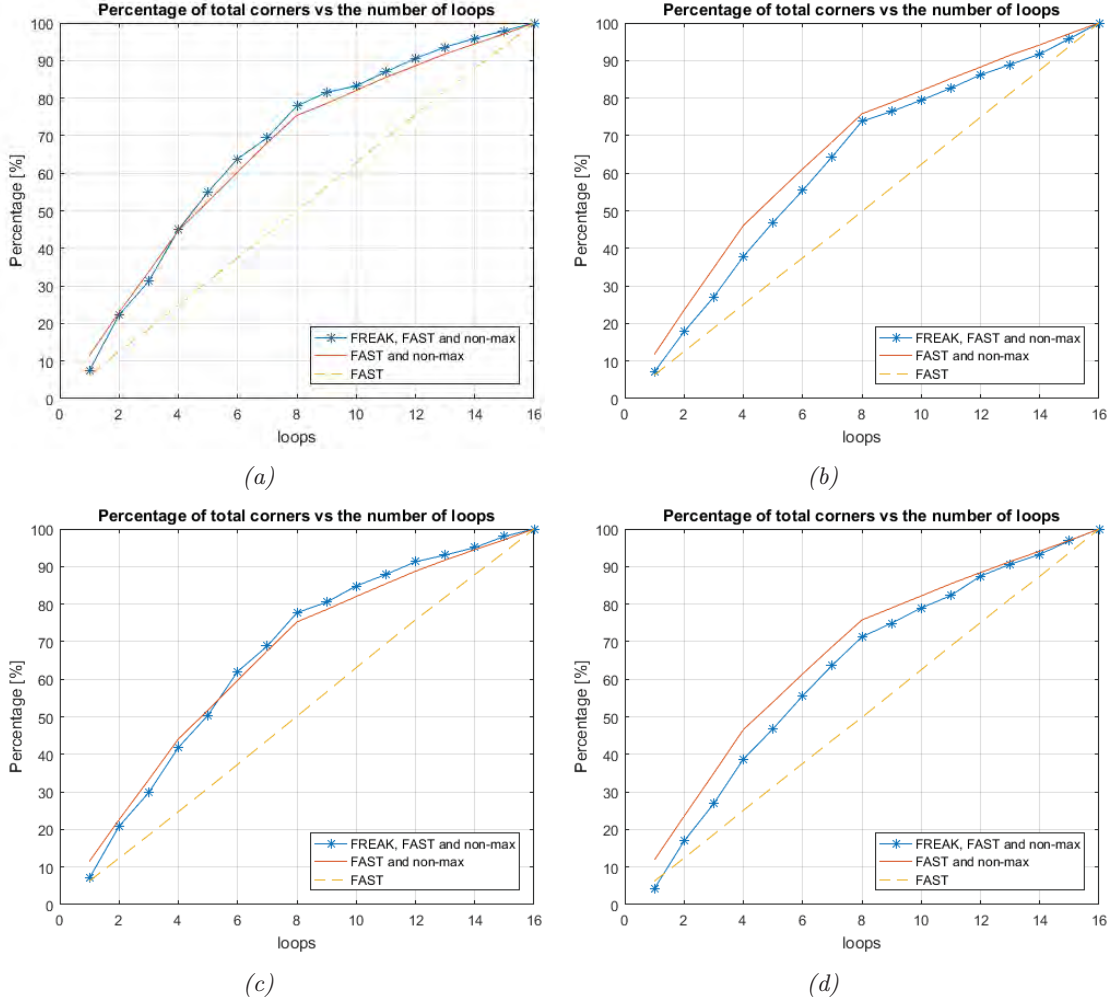 Percentage of total corners vs the number of loops
Percentage [%]
100
90
80
70
60
50
40
30
20
10
0
0 2 4 6 8 10 12 14 16
loops
FREAK, FAST and non-max
FAST and non-max
FAST
(a)
Percentage of total corners vs the number of loops
Percentage [%]
100
90
80
70
60
50
40
30
20
10
0
0 2 4 6 8 10 12 14 16
loops
FREAK, FAST and non-max
FAST and non-max
FAST
(b)
Percentage of total corners vs the number of loops
Percentage [%]
100
90
80
70
60
50
40
30
20
10
0
0 2 4 6 8 10 12 14 16
loops
FREAK, FAST and non-max
FAST and non-max
FAST
(c)
Percentage of total corners vs the number of loops
Percentage [%]
100
90
80
70
60
50
40
30
20
10
0
0 2 4 6 8 10 12 14 16
loops
FREAK, FAST and non-max
FAST and non-max
FAST
(d)